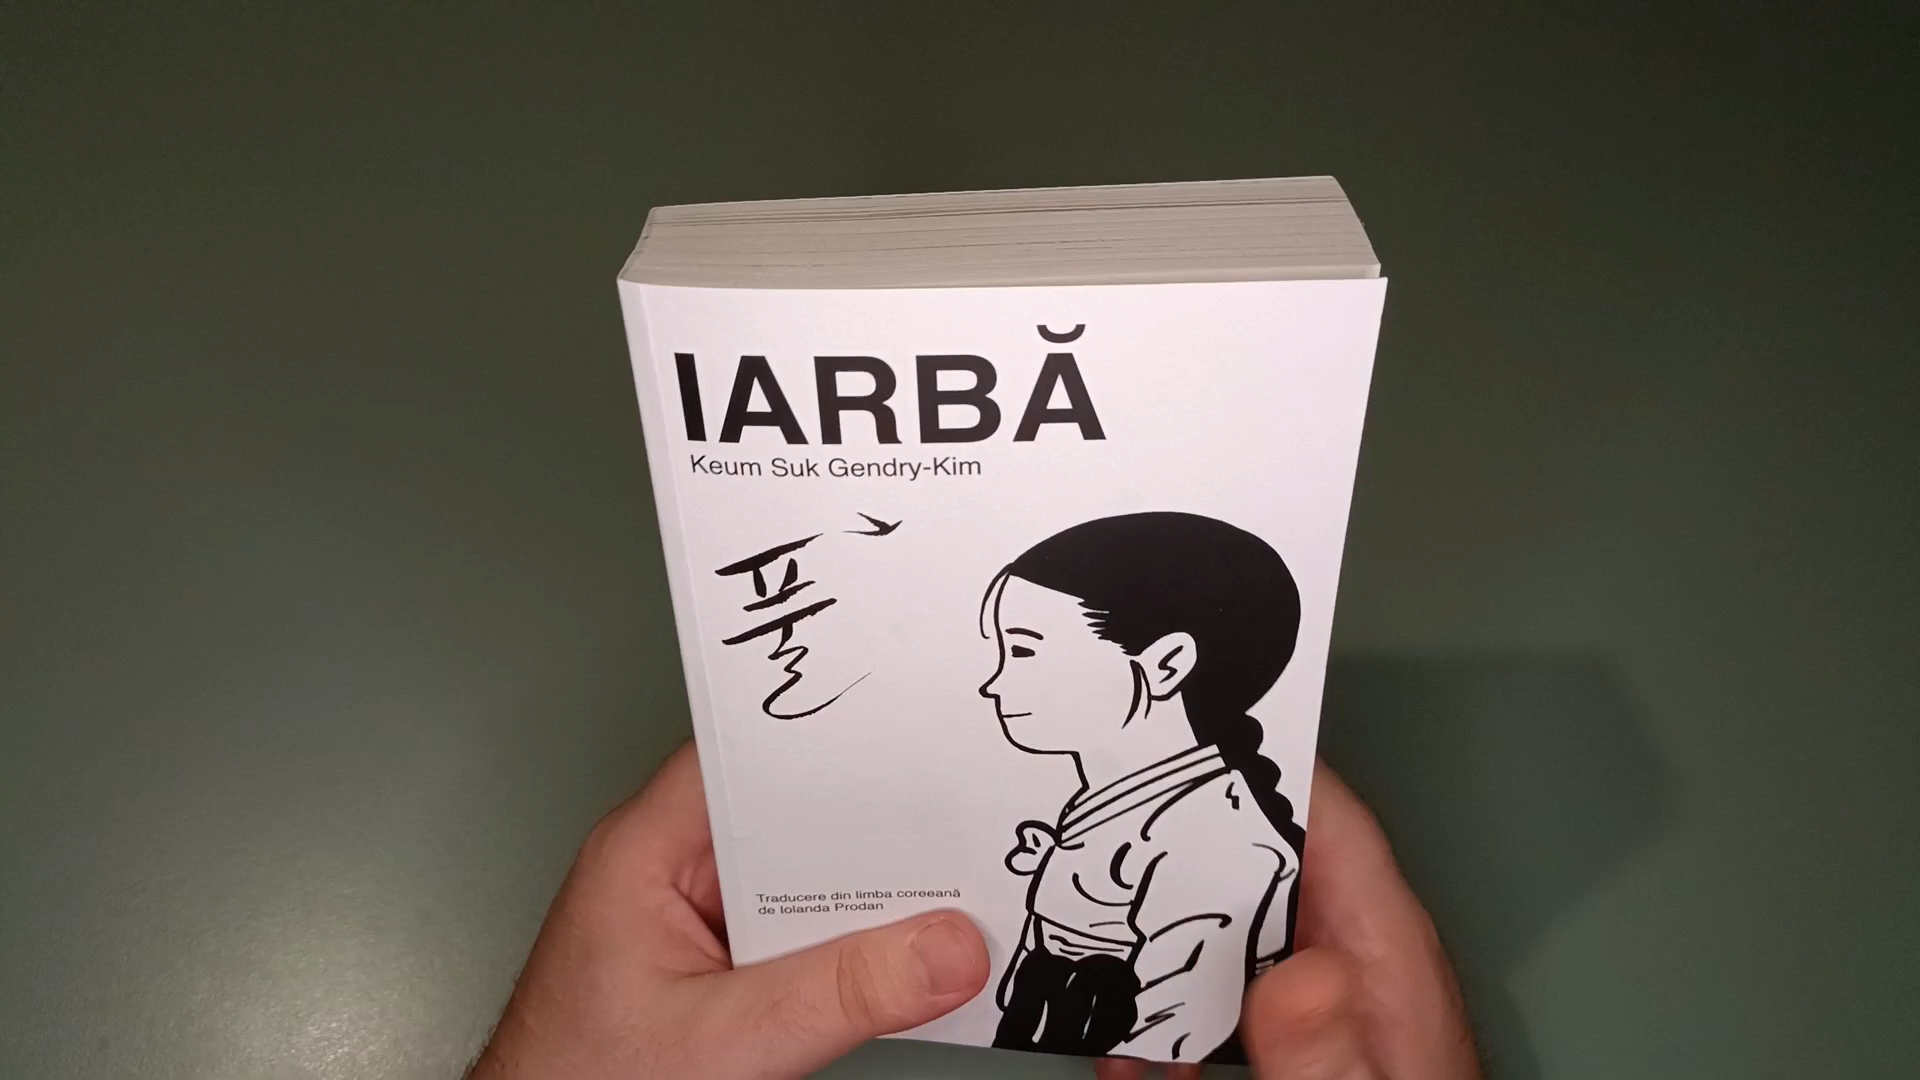 IARBĂ
Keum Suk Gendry-Kim
풀
Traducere din limba coreeană
de Iolanda Prodan